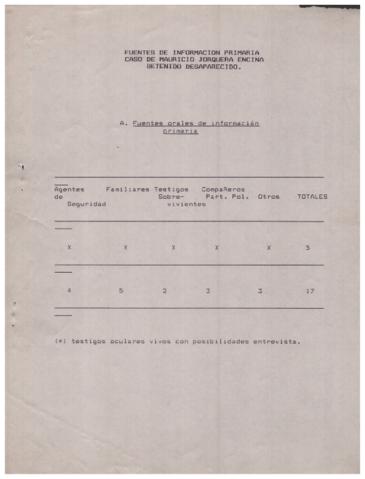 FUENTES DE INFORMACION PRIMARIA
CASO DE MAURICIO JORQUERA ENCINA
DETENIDO DESAPARECIDO.
A. Fuentes orales de información
primaria
Agentes Familiares Testigos Compañeros
de Sobre- Part. Pol. Otros TOTALES
Seguridad vivientes
X X X X X 5
4 5 2 3 3 17
(*) testigos oculares vivos con posibilidades entrevista.